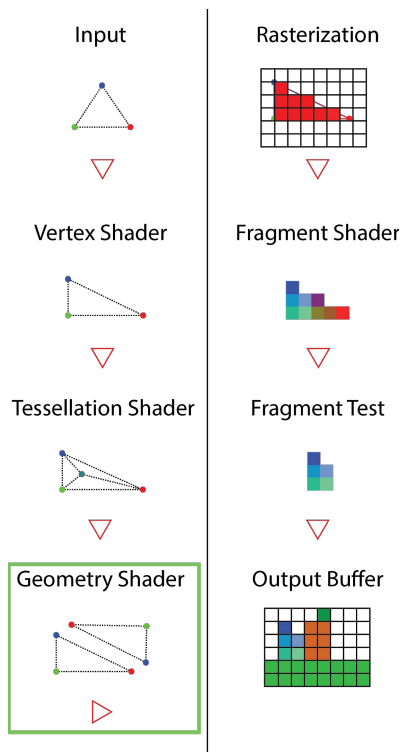 Input
Vertex Shader
Tessellation Shader
Geometry Shader
Rasterization
Fragment Shader
Fragment Test
Output Buffer